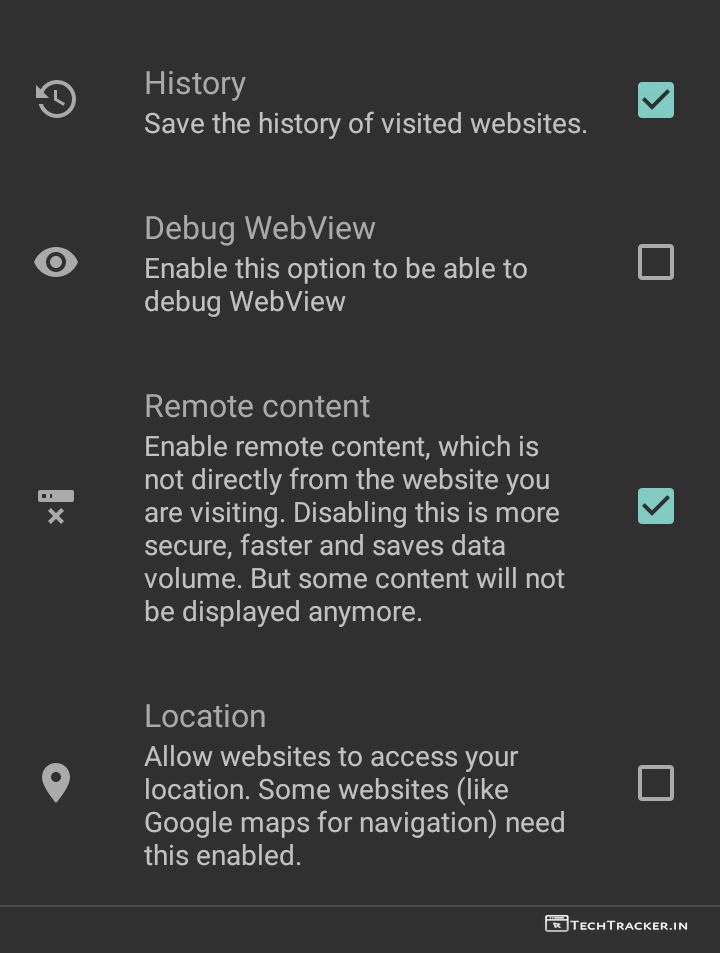 History
Save the history of visited websites.
Debug WebView
Enable this option to be able to
debug WebView
Remote content
Enable remote content, which is
not directly from the website you
are visiting. Disabling this is more
secure, faster and saves data
volume. But some content will not
be displayed anymore.
Location
Allow websites to access your
location. Some websites (like
Google maps for navigation) need
this enabled.
TECHTRACKER.IN